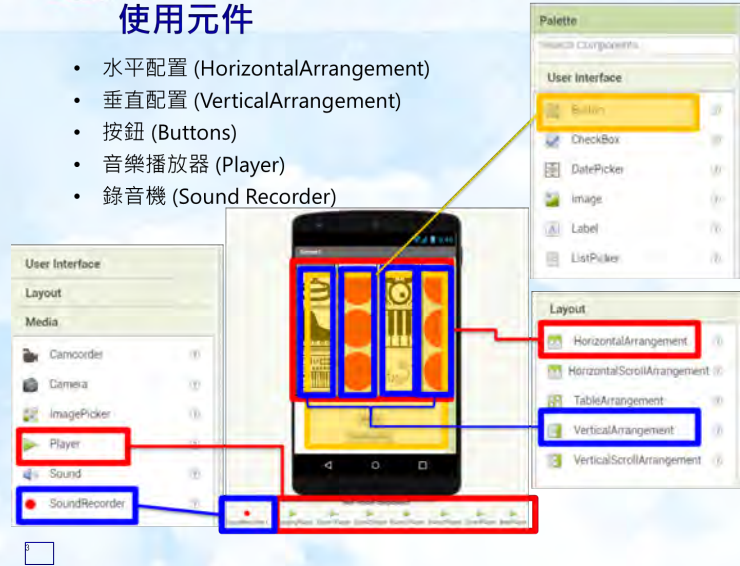 使用元件
• 水平配置 (HorizontalArrangement)
• 垂直配置 (VerticalArrangement)
• 按鈕 (Buttons)
• 音樂播放器 (Player)
• 錄音機 (Sound Recorder)
Palette
Search Components...
User Interface
Button
CheckBox
DatePicker
Image
Label
ListPicker
User Interface
Layout
Media
Camcorder
Camera
ImagePicker
Player
Sound
SoundRecorder
Layout
HorizontalArrangement
HorizontalScrollArrangement
TableArrangement
VerticalArrangement
VerticalScrollArrangement
3